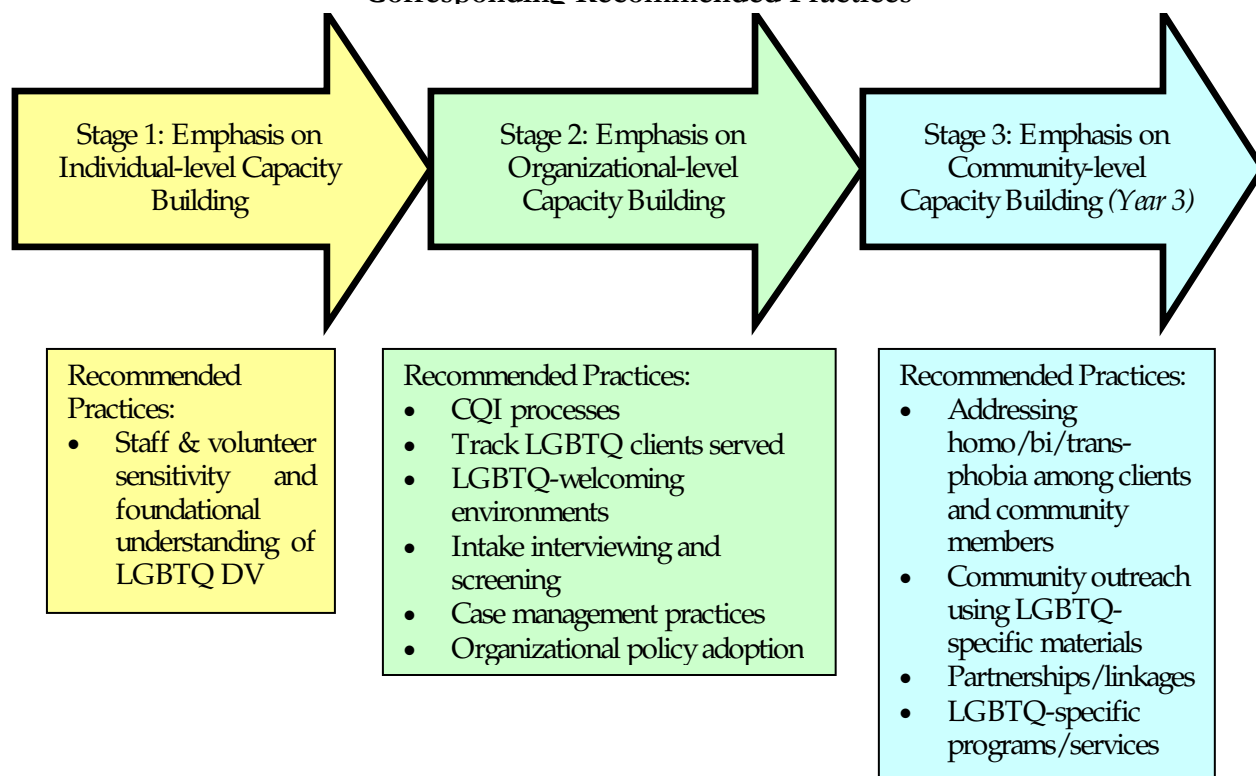 Corresponding Recommended Practices
Stage 1: Emphasis on
Individual-level Capacity
Building
Stage 2: Emphasis on
Organizational-level
Capacity Building
Stage 3: Emphasis on
Community-level
Capacity Building (Year 3)
Recommended
Practices:
• Staff & volunteer
sensitivity and
foundational
understanding of
LGBTQ DV
Recommended Practices:
• CQI processes
• Track LGBTQ clients served
• LGBTQ-welcoming
environments
• Intake interviewing and
screening
• Case management practices
• Organizational policy adoption
Recommended Practices:
• Addressing
homo/bi/trans-
phobia among clients
and community
members
• Community outreach
using LGBTQ-
specific materials
• Partnerships/linkages
• LGBTQ-specific
programs/services